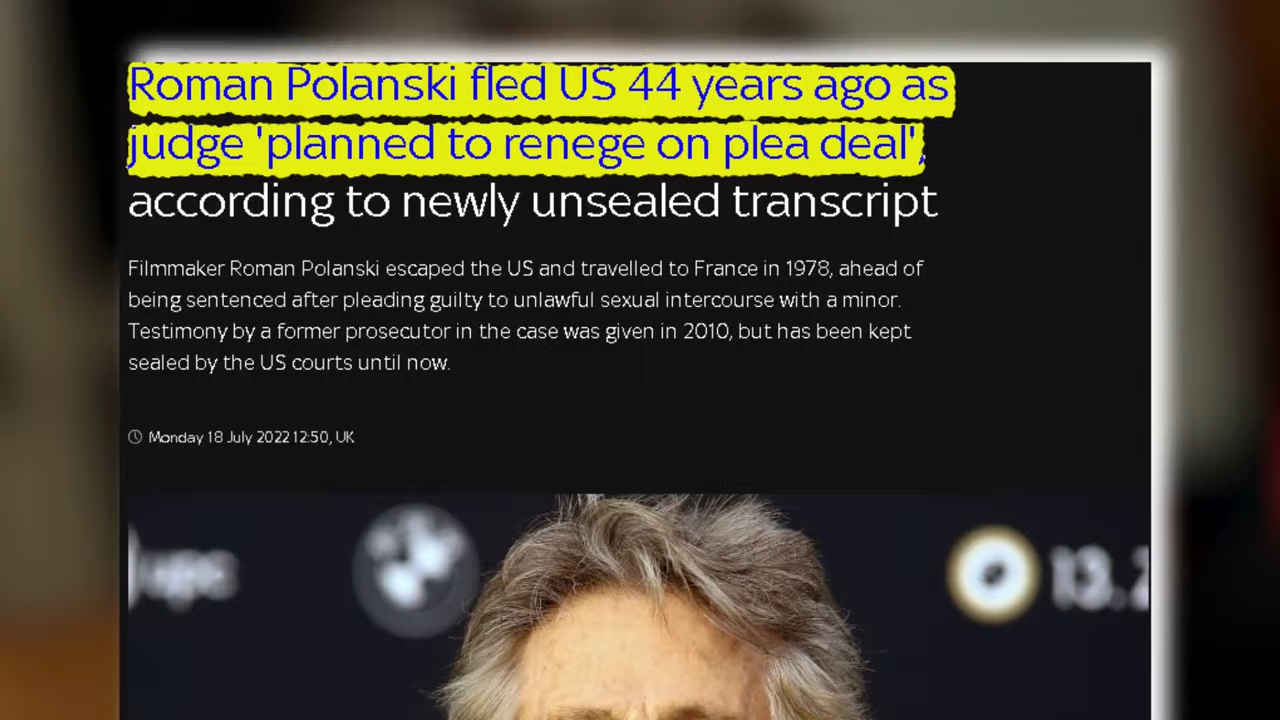 Roman Polanski fled US 44 years ago as
judge 'planned to renege on plea deal',
according to newly unsealed transcript
Filmmaker Roman Polanski escaped the US and travelled to France in 1978, ahead of
being sentenced after pleading guilty to unlawful sexual intercourse with a minor.
Testimony by a former prosecutor in the case was given in 2010, but has been kept
sealed by the US courts until now.
Monday 18 July 2022 12:50, UK
upc
13.